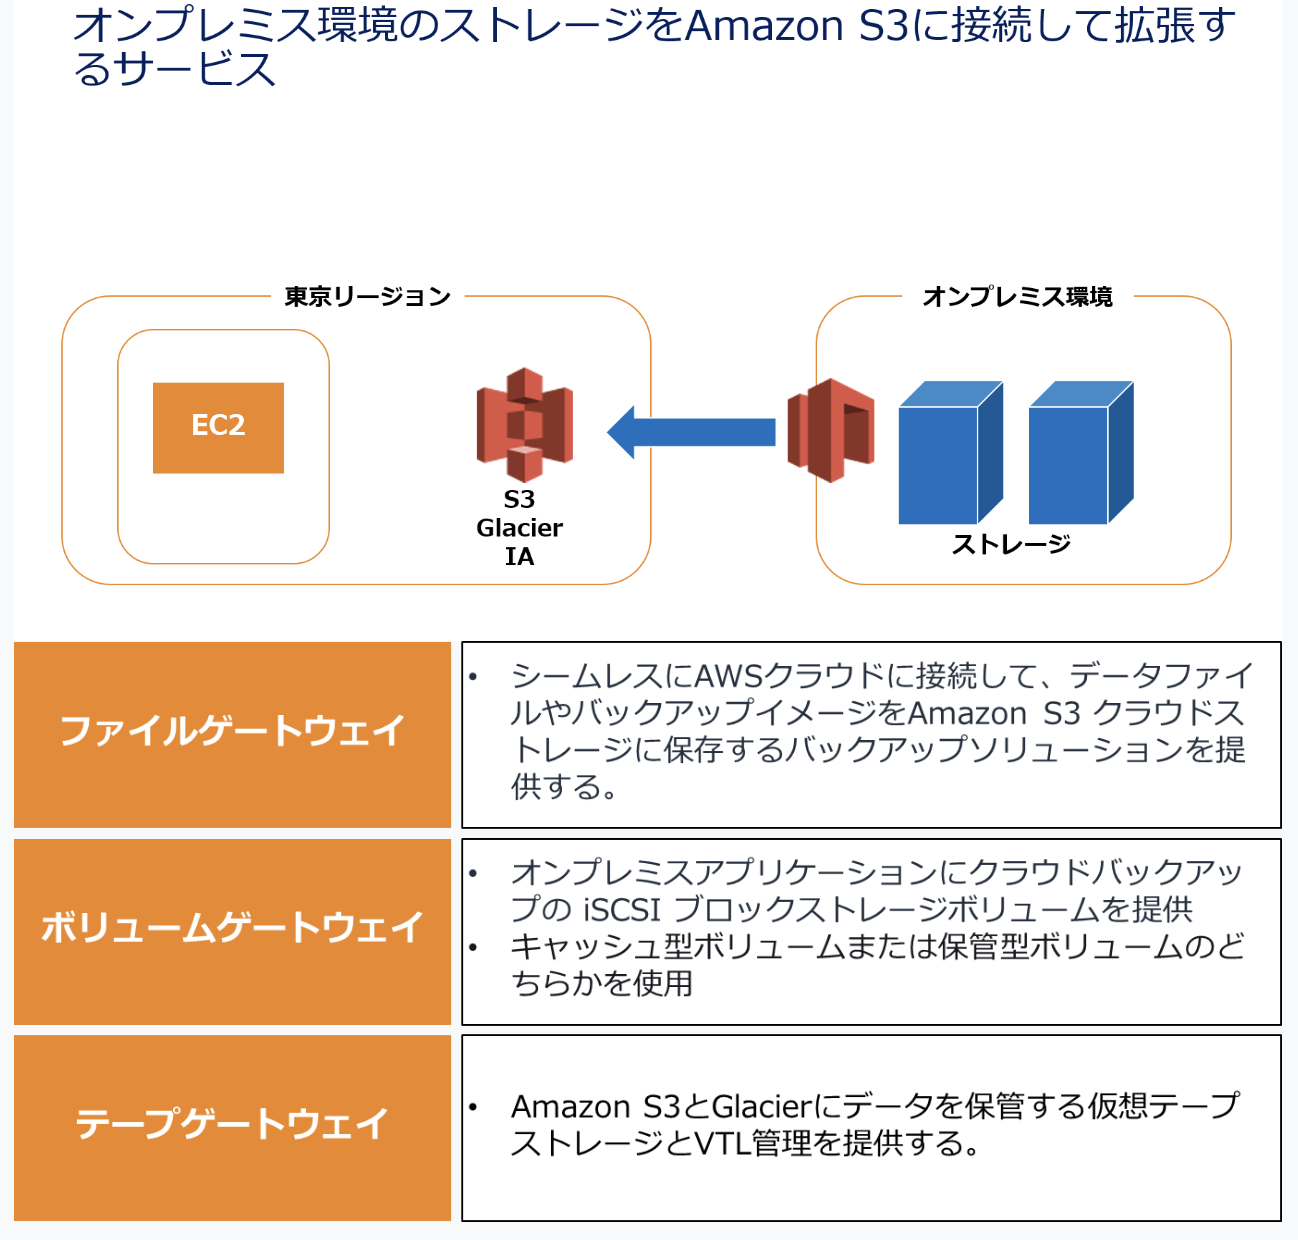 オンプレミス環境のストレージをAmazon S3に接続して拡張す
るサービス
東京リージョン
オンプレミス環境
EC2
S3
Glacier
IA
ストレージ
ファイルゲートウェイ
• シームレスにAWSクラウドに接続して、データファイ
ルやバックアップイメージをAmazon S3 クラウドス
トレージに保存するバックアップソリューションを提
供する。
ボリュームゲートウェイ
• オンプレミスアプリケーションにクラウドバックアッ
プの iSCSI ブロックストレージボリュームを提供
• キャッシュ型ボリュームまたは保管型ボリュームのど
ちらかを使用
テープゲートウェイ
• Amazon S3とGlacierにデータを保管する仮想テープ
ストレージとVTL管理を提供する。